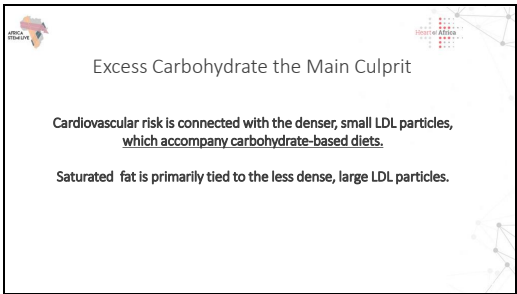 AFRICA
STEMI LIVE
Heart of Africa
Excess Carbohydrate the Main Culprit
Cardiovascular risk is connected with the denser, small LDL particles,
which accompany carbohydrate-based diets.
Saturated fat is primarily tied to the less dense, large LDL particles.